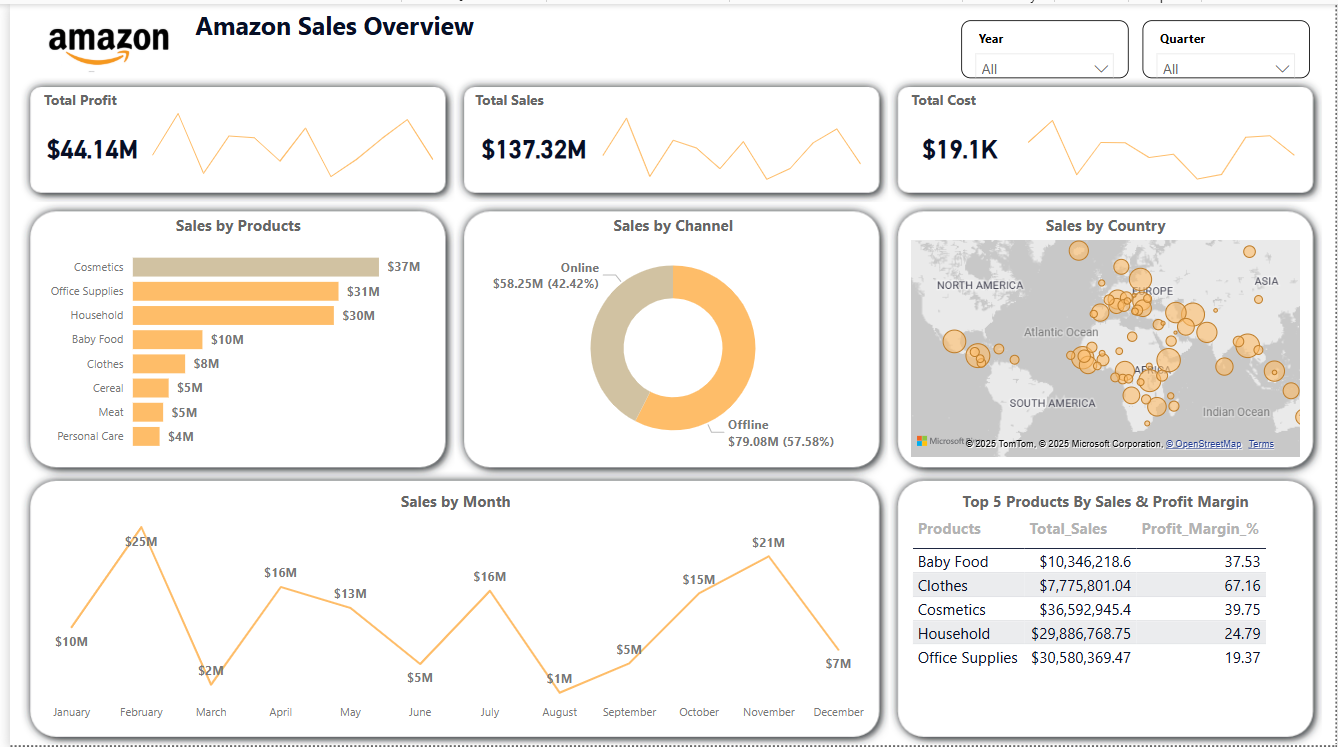 amazon
Amazon Sales Overview
Year
All
Quarter
All
Total Profit
$44.14M
Total Sales
$137.32M
Total Cost
$19.1K
Sales by Products
Cosmetics $37M
Office Supplies $31M
Household $30M
Baby Food $10M
Clothes $8M
Cereal $5M
Meat $5M
Personal Care $4M
Sales by Channel
Online
$58.25M (42.42%)
Offline
$79.08M (57.58%)
Sales by Country
NORTH AMERICA
EUROPE
ASIA
Atlantic Ocean
AFRICA
SOUTH AMERICA
Indian Ocean
Microsoft
© 2025 TomTom, © 2025 Microsoft Corporation, © OpenStreetMap Terms
Sales by Month
$10M
$25M
$2M
$16M
$13M
$5M
$16M
$1M
$5M
$15M
$21M
$7M
January February March April May June July August September October November December
Top 5 Products By Sales & Profit Margin
Products Total_Sales Profit_Margin_%
Baby Food $10,346,218.6 37.53
Clothes $7,775,801.04 67.16
Cosmetics $36,592,945.4 39.75
Household $29,886,768.75 24.79
Office Supplies $30,580,369.47 19.37